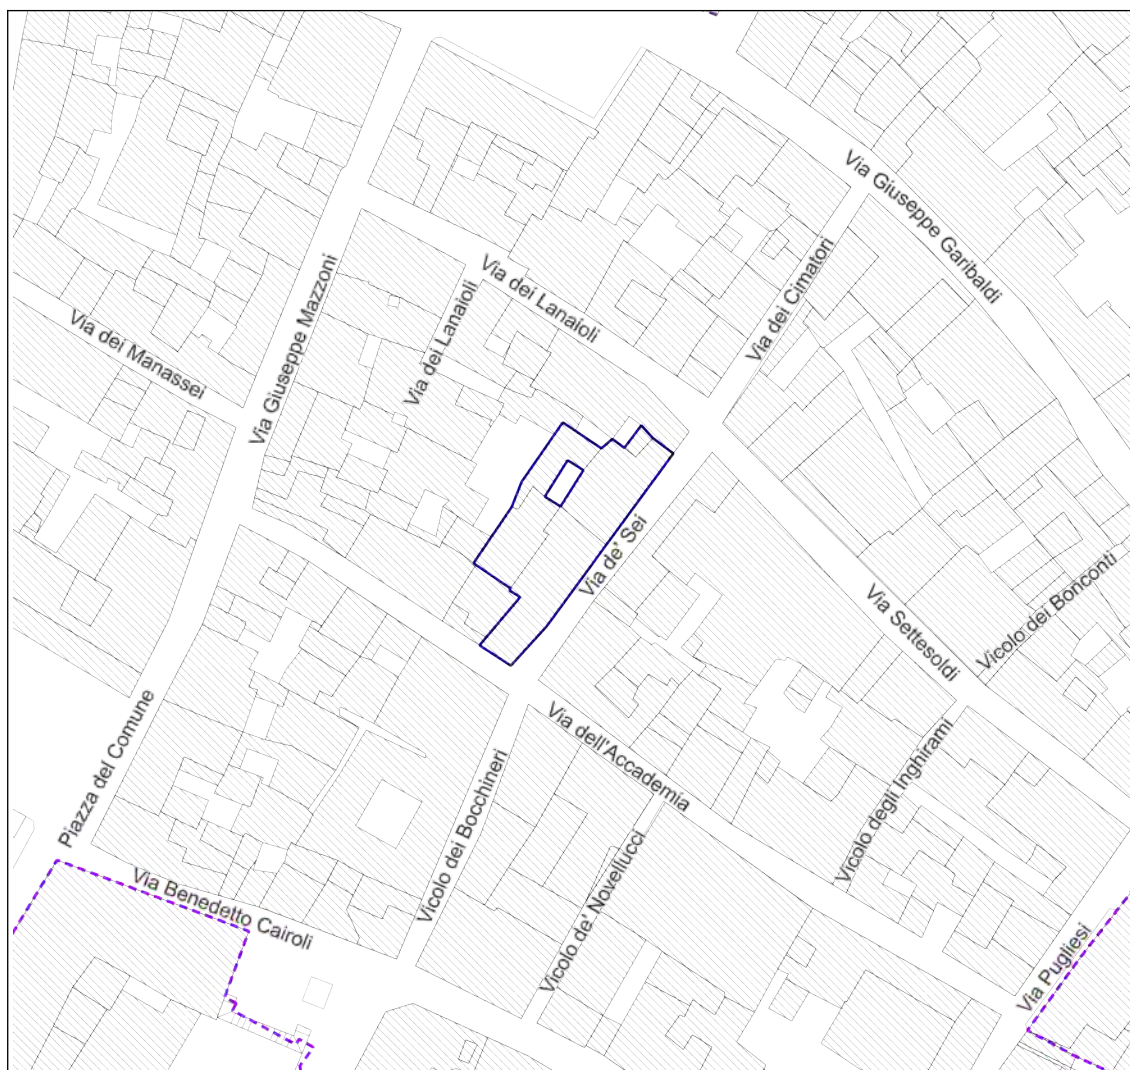 Via Giuseppe Garibaldi
Via dei Cimatori
Via dei Lanaioli
Via Giuseppe Mazzoni
Via dei Lanaioli
Via dei Manassei
Via de' Sei
Vicolo dei Bonconti
Via Settesoldi
Piazza del Comune
Via dell'Accademia
Vicolo degli Inghirami
Vicolo dei Bocchineri
Vicolo de' Novellucci
Via Benedetto Cairoli
Via Pugliesi